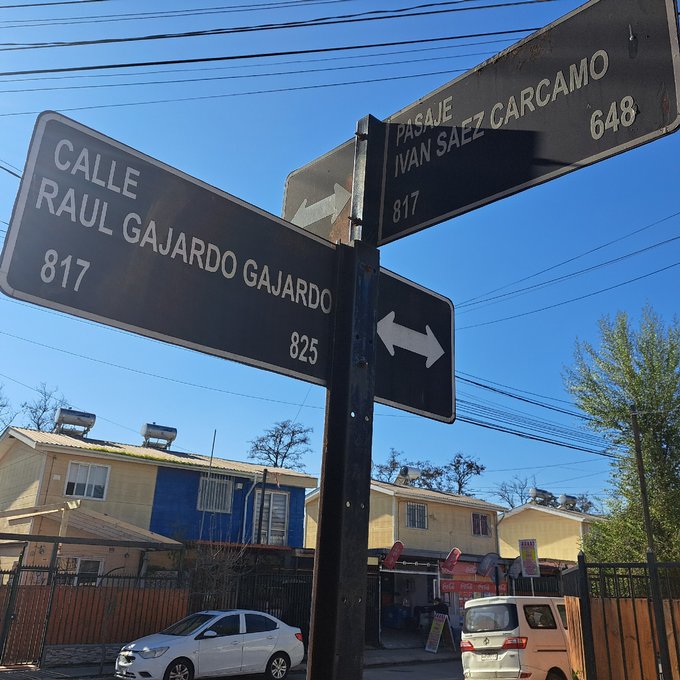 CALLE
RAUL GAJARDO GAJARDO
817
825
PASAJE
IVAN SAEZ CARCAMO
648
817